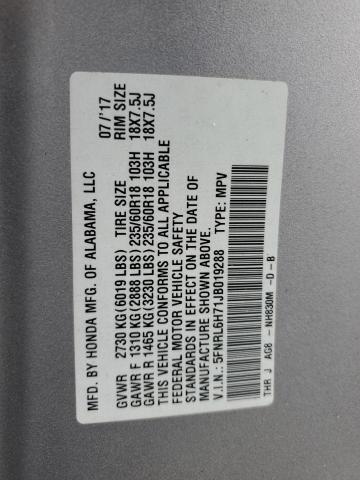 MFD. BY HONDA MFG. OF ALABAMA, LLC 07/'17
GVWR 2730 KG(6019 LBS) TIRE SIZE RIM SIZE
GAWR F 1310 KG(2888 LBS)235/60R18 103H 18X7.5J
GAWR R 1465 KG(3230 LBS)235/60R18 103H 18X7.5J
THIS VEHICLE CONFORMS TO ALL APPLICABLE
FEDERAL MOTOR VEHICLE SAFETY
STANDARDS IN EFFECT ON THE DATE OF
MANUFACTURE SHOWN ABOVE.
V.I.N.: 5FNRL6H71JB019288 TYPE: MPV
THR J AG8 - NH830M -D-B